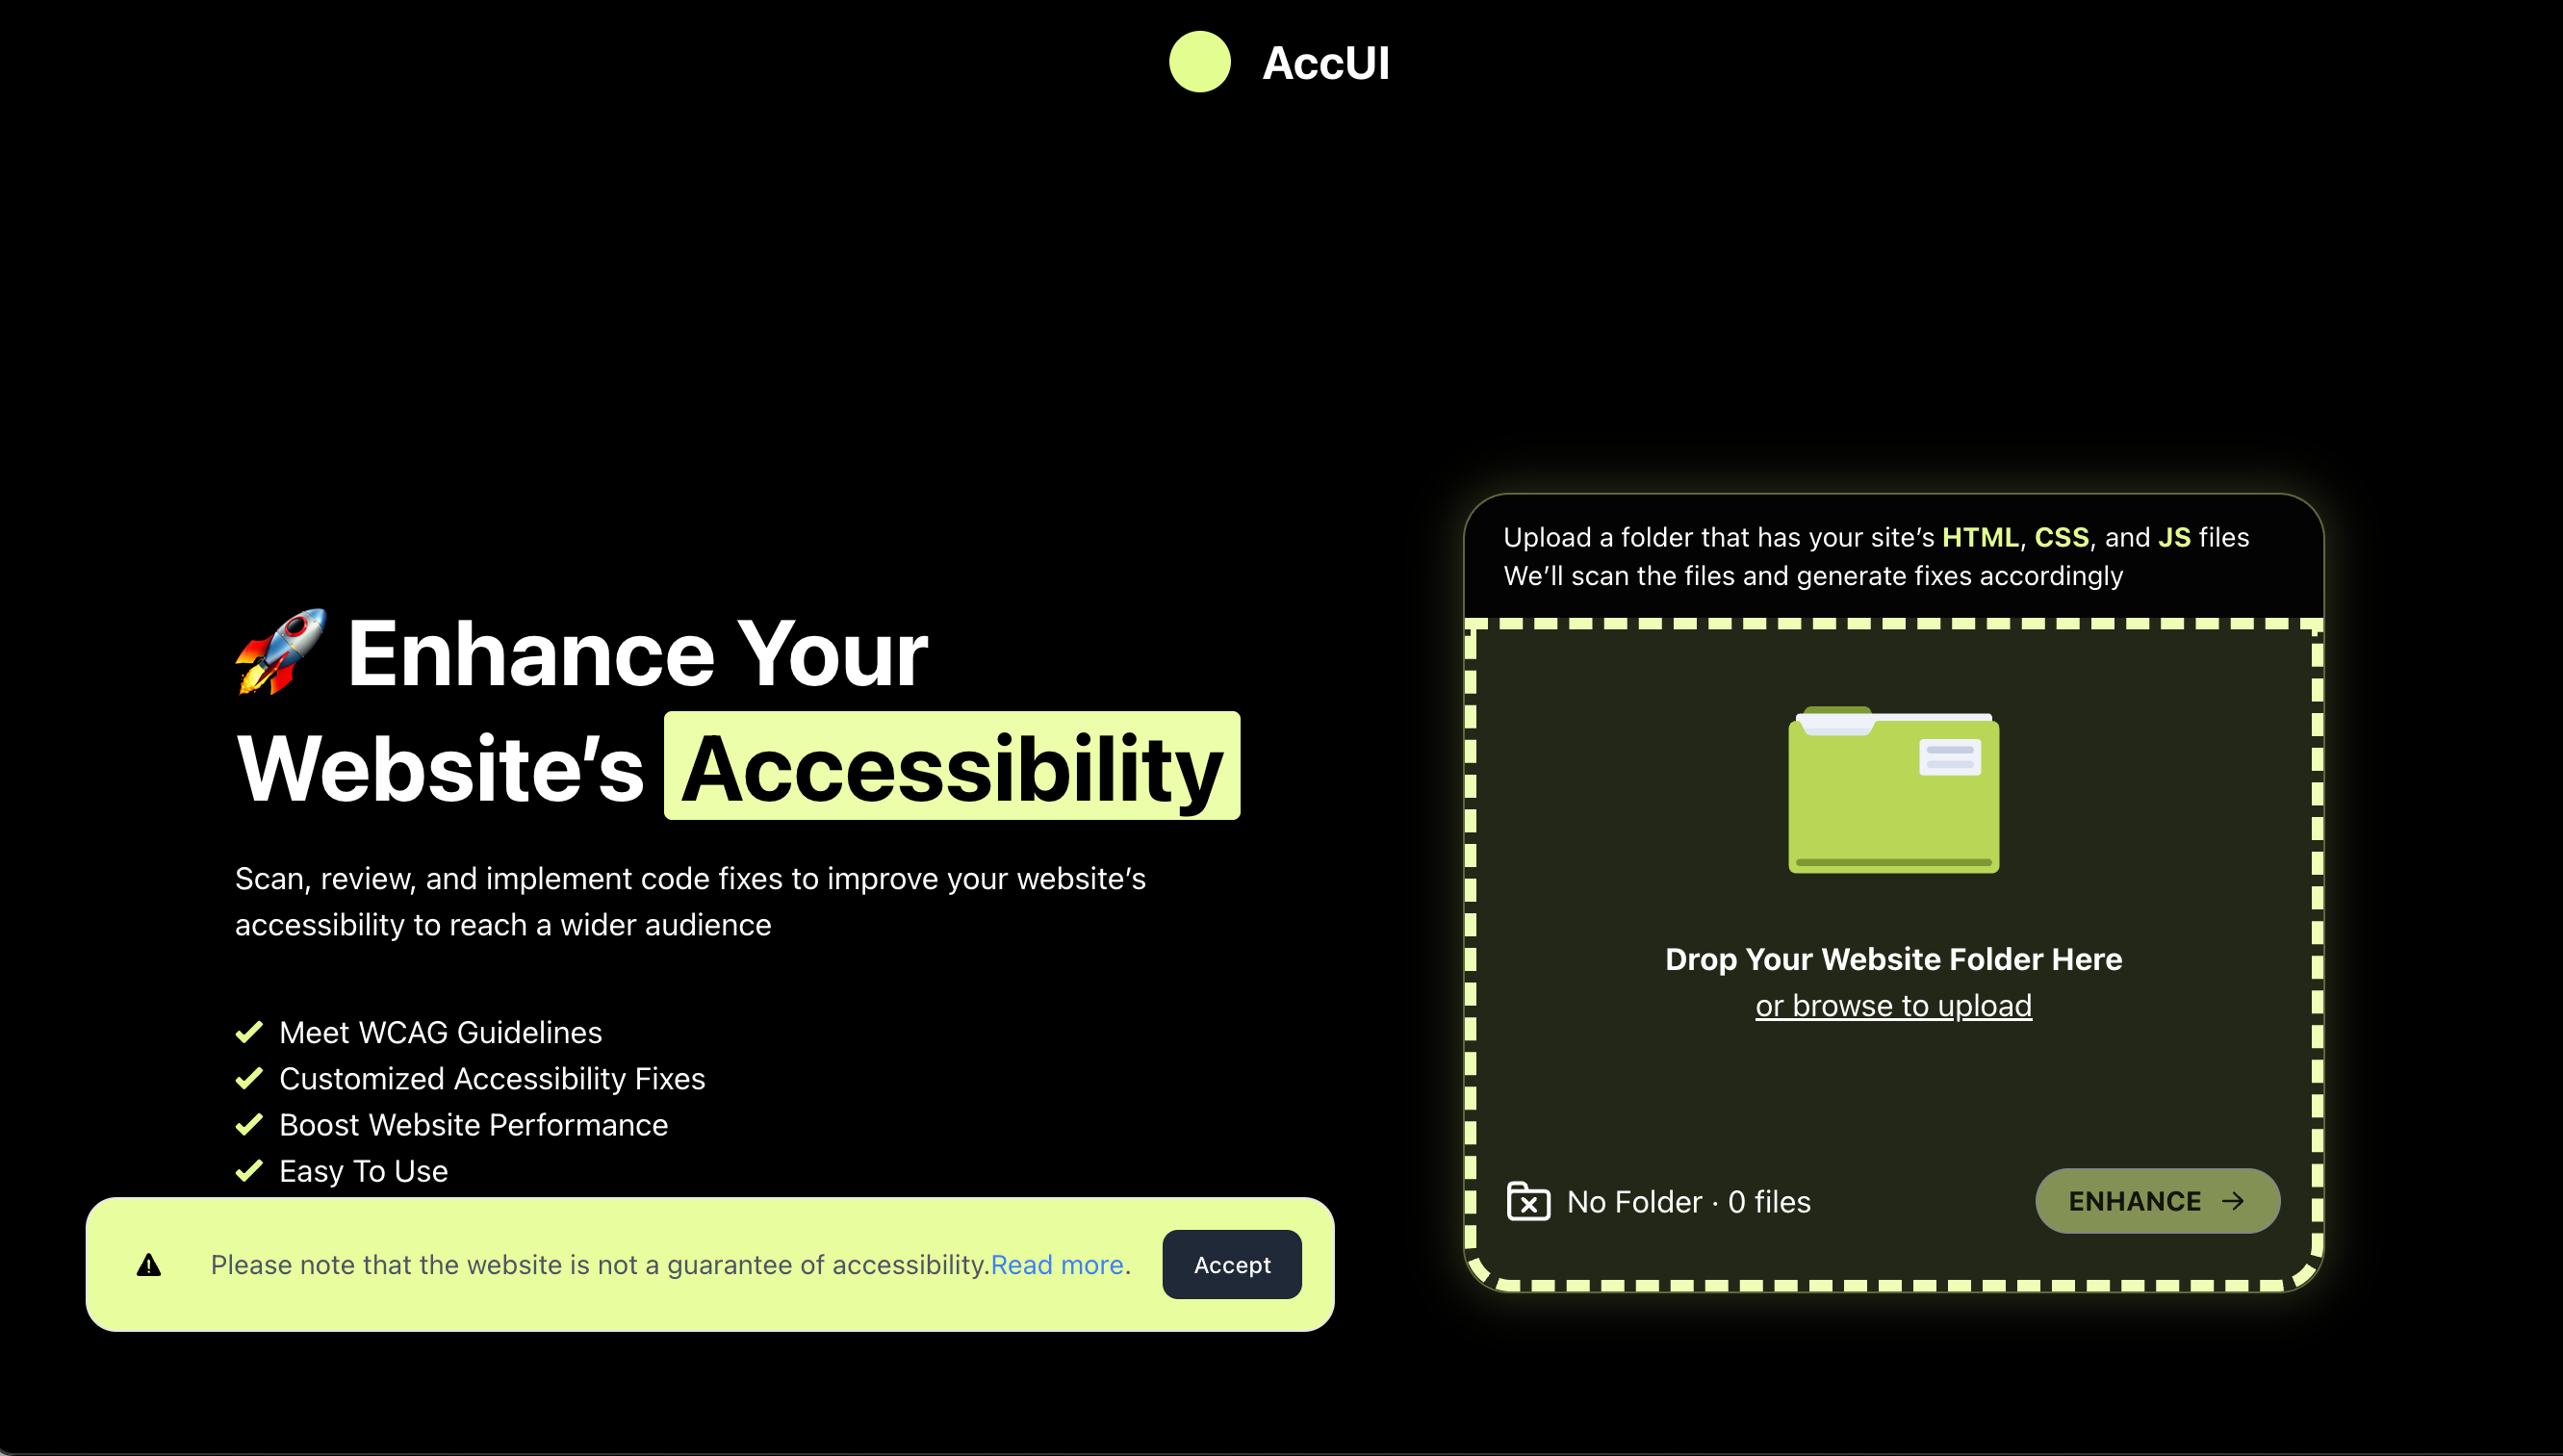 AccUI
🚀 Enhance Your
Website’s Accessibility
Scan, review, and implement code fixes to improve your website’s
accessibility to reach a wider audience
Meet WCAG Guidelines
Customized Accessibility Fixes
Boost Website Performance
Easy To Use
Please note that the website is not a guarantee of accessibility.Read more.
Accept
Upload a folder that has your site’s HTML, CSS, and JS files
We’ll scan the files and generate fixes accordingly
Drop Your Website Folder Here
or browse to upload
No Folder · 0 files
ENHANCE →